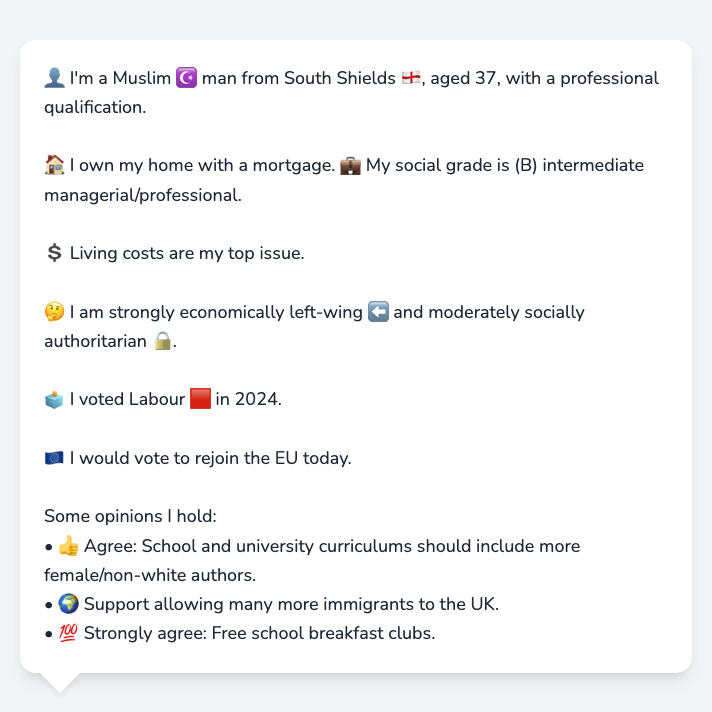 👤 I'm a Muslim ☪️ man from South Shields 🏴󠁧󠁢󠁥󠁮󠁧󠁿, aged 37, with a professional
qualification.
🏠 I own my home with a mortgage. 💼 My social grade is (B) intermediate
managerial/professional.
💲 Living costs are my top issue.
🤔 I am strongly economically left-wing ⬅️ and moderately socially
authoritarian 🔒.
🗳️ I voted Labour 🟥 in 2024.
🇪🇺 I would vote to rejoin the EU today.
Some opinions I hold:
• 👍 Agree: School and university curriculums should include more
female/non-white authors.
• 🌍 Support allowing many more immigrants to the UK.
• 💯 Strongly agree: Free school breakfast clubs.